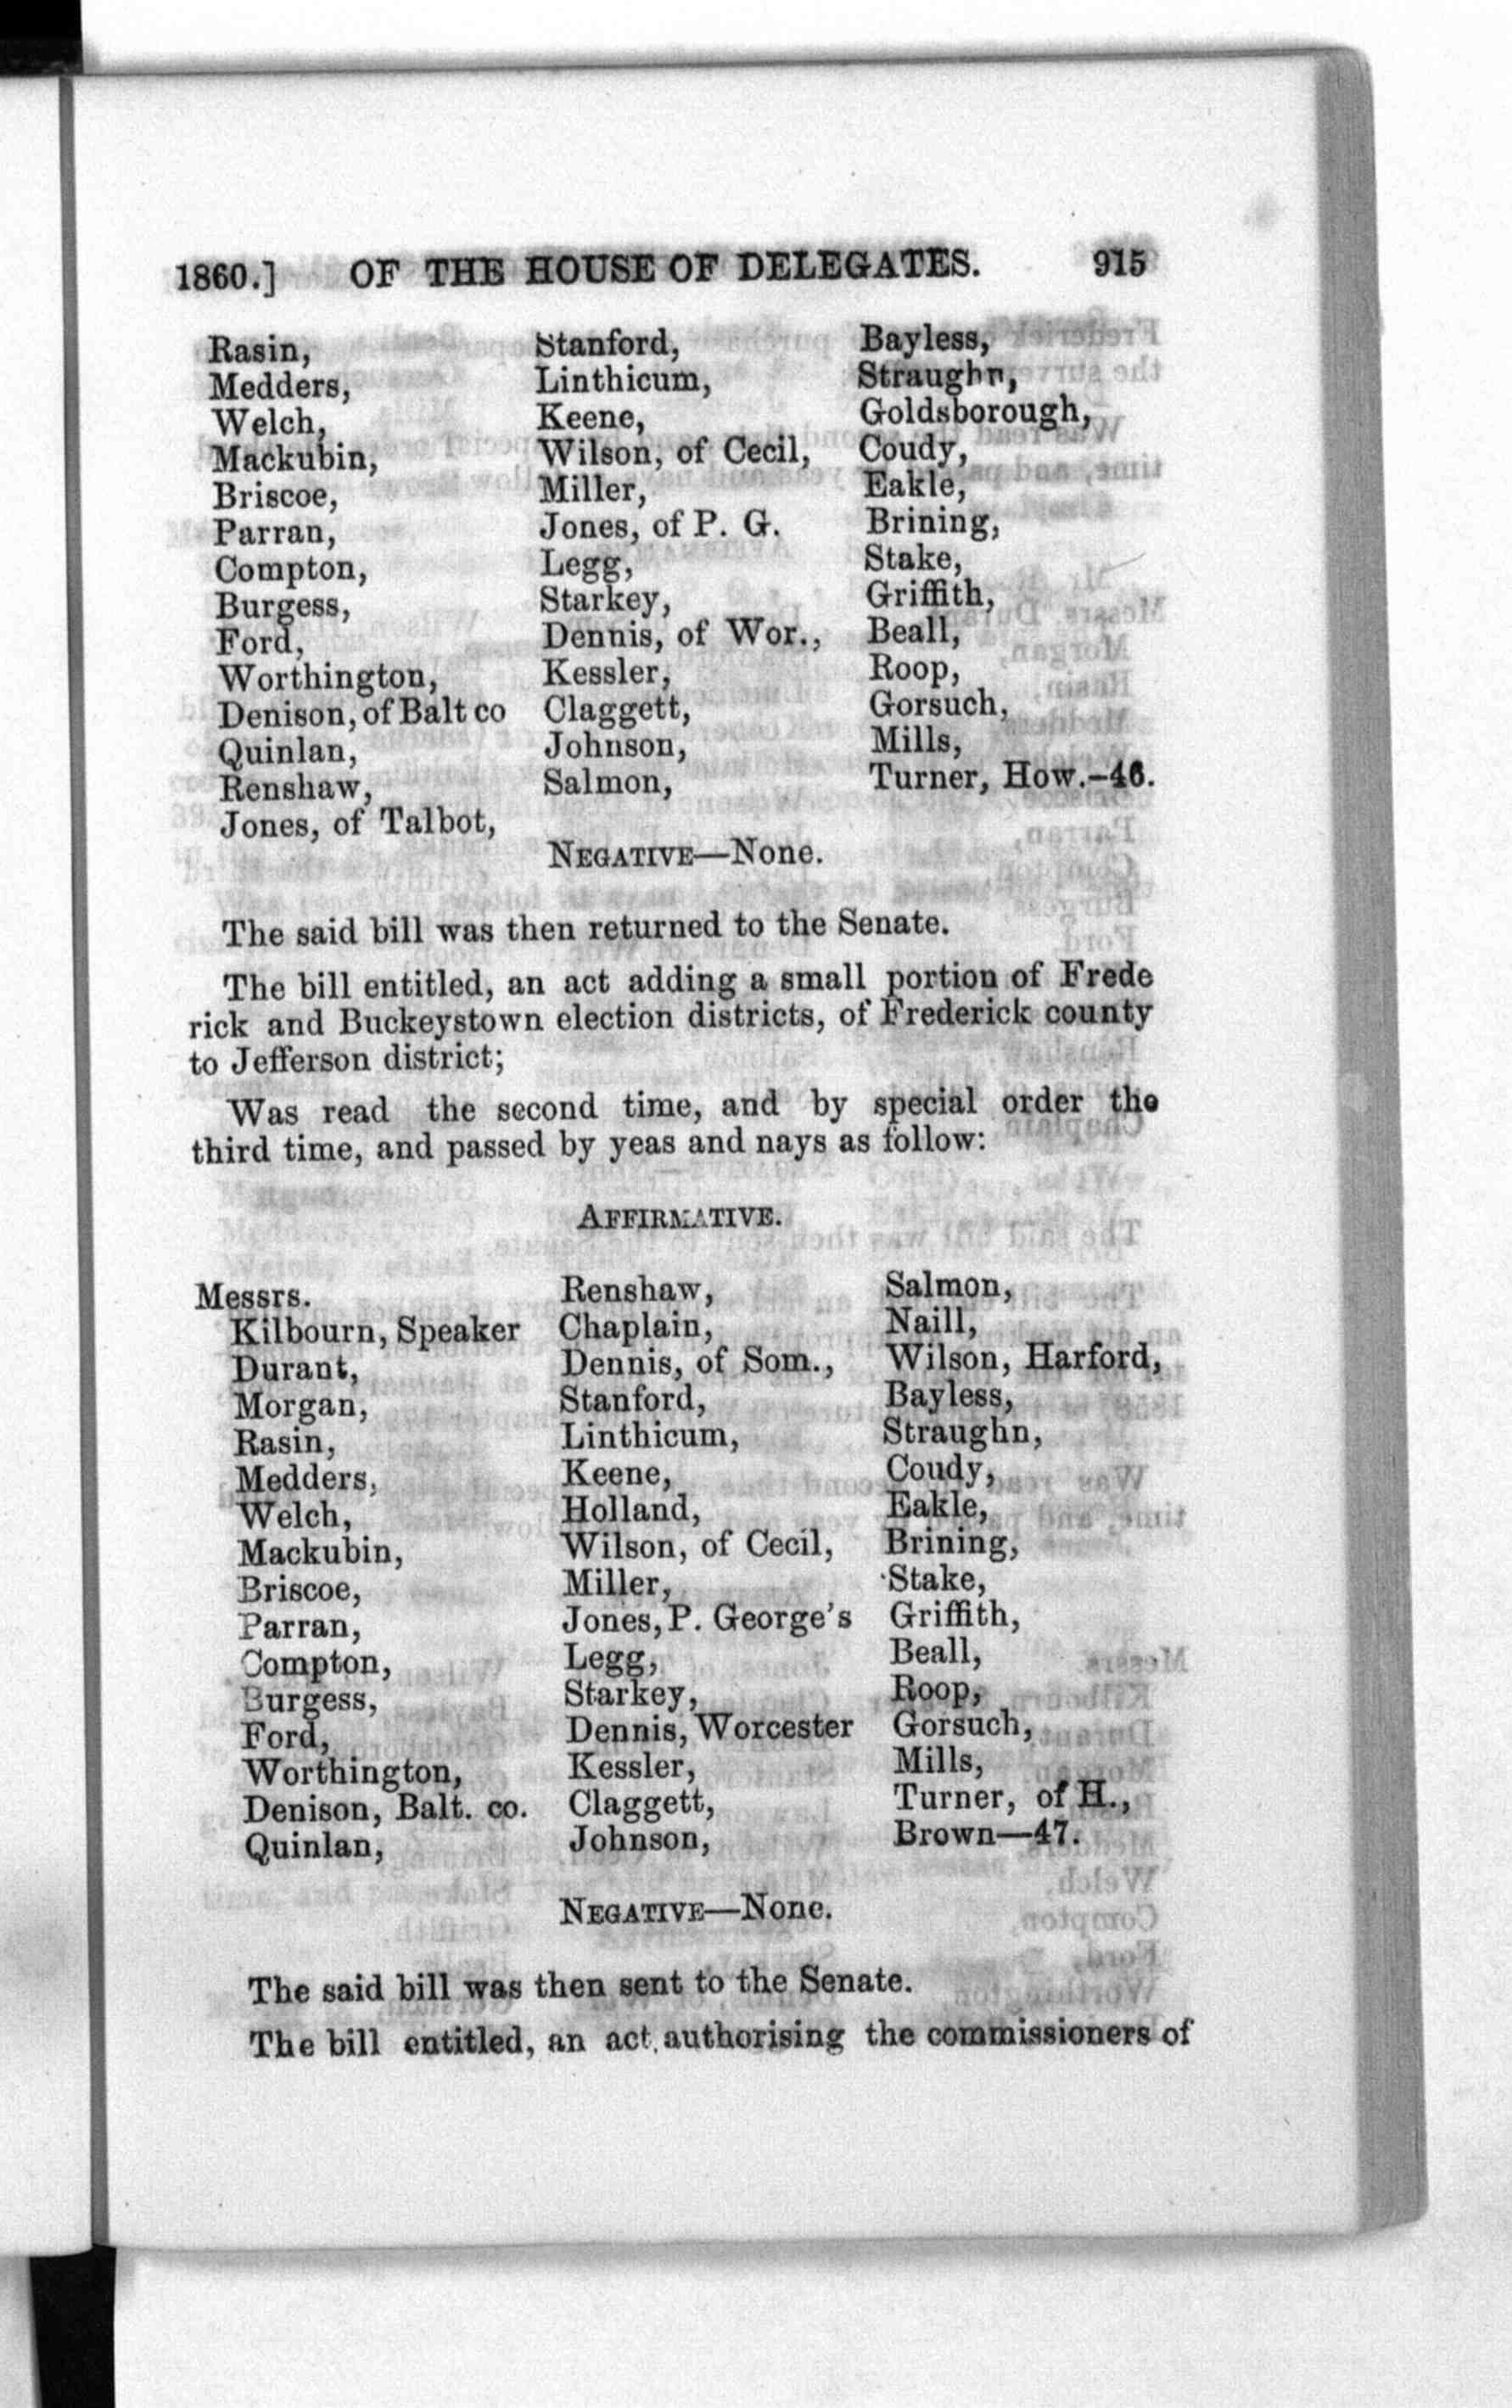 1860.] OF THE HOUSE OF DELEGATES. 915
Rasin, Stanford, Bayless,
Medders, Linthicum, Straughn,
Welch, Keene, Goldsborough,
Mackubin, Wilson, of Cecil, Coudy,
Briscoe, Miller, Eakle,
Parran, Jones, of P. G. Brining,
Compton, Legg, Stake,
Burgess, Starkey, Griffith,
Ford, Dennis, of Wor., Beall,
Worthington, Kessler, Roop,
Denison, of Balt co Claggett, Gorsuch,
Quinlan, Johnson, Mills,
Renshaw, Salmon, Turner, How.-46.
Jones, of Talbot,
NEGATIVE—None.
The said bill was then returned to the Senate.
The bill entitled, an act adding a small portion of Frede
rick and Buckeystown election districts, of Frederick county
to Jefferson district;
Was read the second time, and by special order the
third time, and passed by yeas and nays as follow:
AFFIRMATIVE.
Messrs. Renshaw, Salmon,
Kilbourn, Speaker Chaplain, Naill,
Durant, Dennis, of Som., Wilson, Harford,
Morgan, Stanford, Bayless,
Rasin, Linthicum, Straughn,
Medders, Keene, Coudy,
Welch, Holland, Eakle,
Mackubin, Wilson, of Cecil, Brining,
Briscoe, Miller, Stake,
Parran, Jones, P. George's Griffith,
Compton, Legg, Beall,
Burgess, Starkey, Roop,
Ford, Dennis, Worcester Gorsuch,
Worthington, Kessler, Mills,
Denison, Balt. co. Claggett, Turner, of H.,
Quinlan, Johnson, Brown—47.
NEGATIVE—None.
The said bill was then sent to the Senate.
The bill entitled, an act, authorising the commissioners of